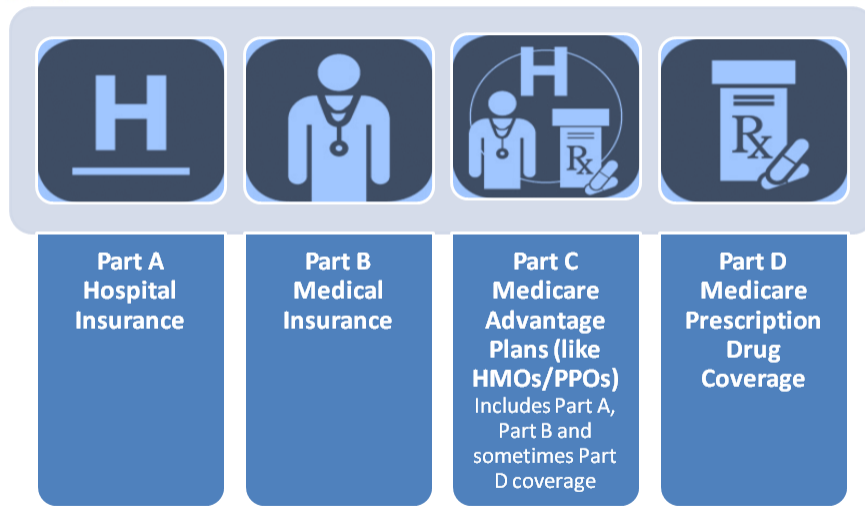 H
H
Rx
Rx
Part A
Hospital
Insurance
Part B
Medical
Insurance
Part C
Medicare
Advantage
Plans (like
HMOs/PPOs)
Includes Part A,
Part B and
sometimes Part
D coverage
Part D
Medicare
Prescription
Drug
Coverage